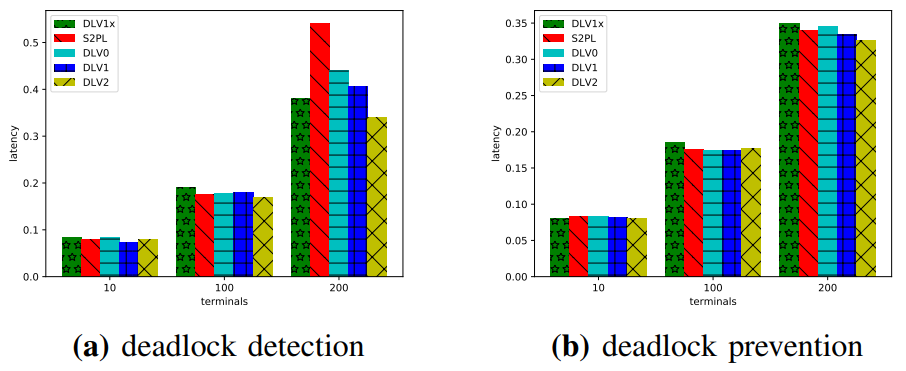 DLV1x
S2PL
DLV0
DLV1
DLV2
0.5
0.4
0.3
0.2
0.1
0.0
latency
10
100
200
terminals
(a) deadlock detection
DLV1x
S2PL
DLV0
DLV1
DLV2
0.35
0.30
0.25
0.20
0.15
0.10
0.05
0.00
latency
10
100
200
terminals
(b) deadlock prevention